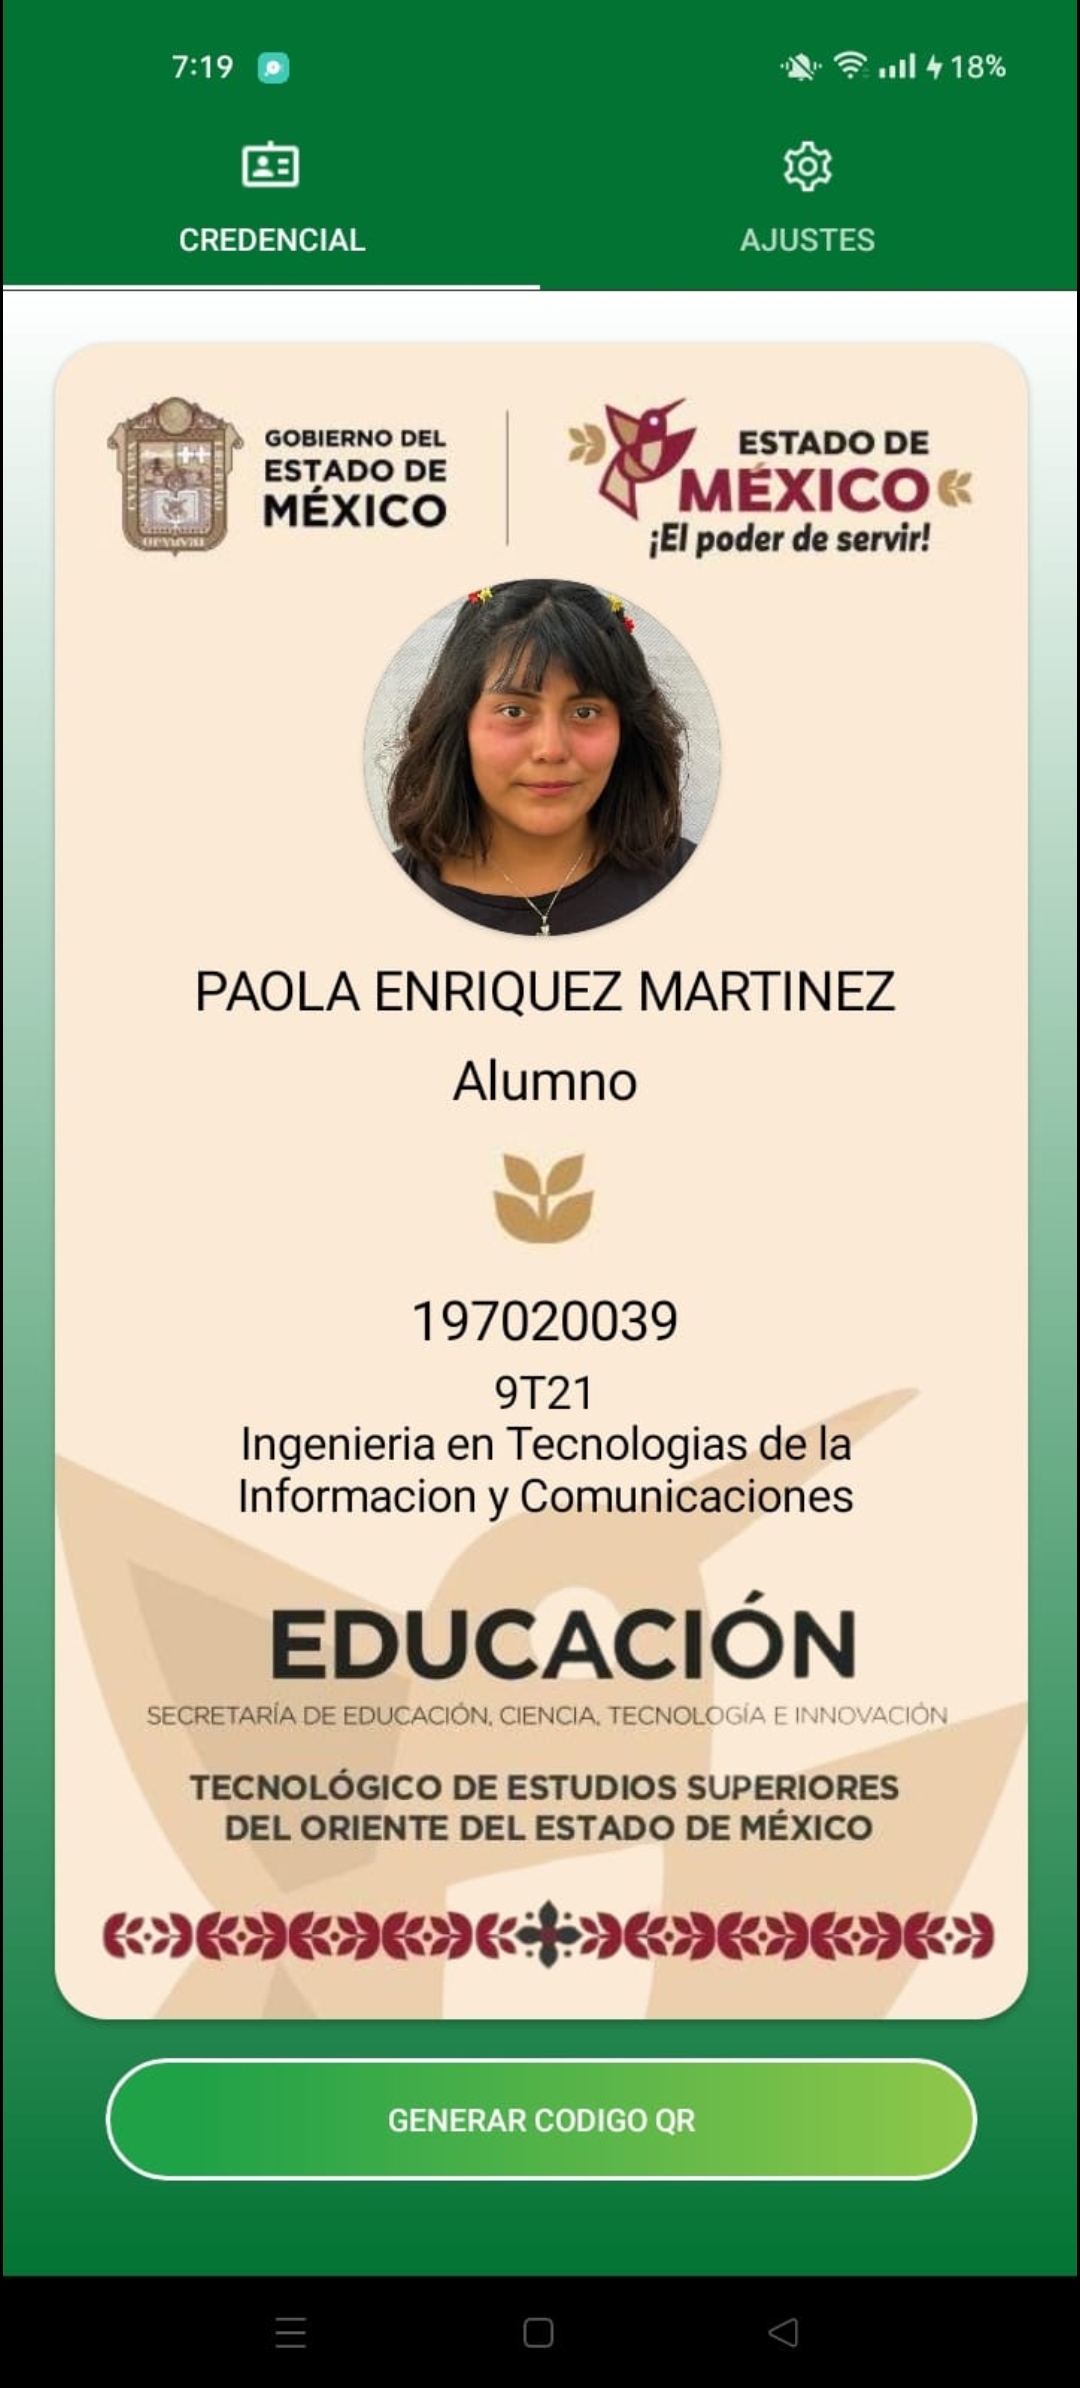 7:19
18%
CREDENCIAL
AJUSTES
GOBIERNO DEL
ESTADO DE
MÉXICO
ESTADO DE
MÉXICO
¡El poder de servir!
PAOLA ENRIQUEZ MARTINEZ
Alumno
197020039
9T21
Ingenieria en Tecnologias de la
Informacion y Comunicaciones
EDUCACIÓN
SECRETARÍA DE EDUCACIÓN, CIENCIA, TECNOLOGÍA E INNOVACIÓN
TECNOLÓGICO DE ESTUDIOS SUPERIORES
DEL ORIENTE DEL ESTADO DE MÉXICO
GENERAR CODIGO QR